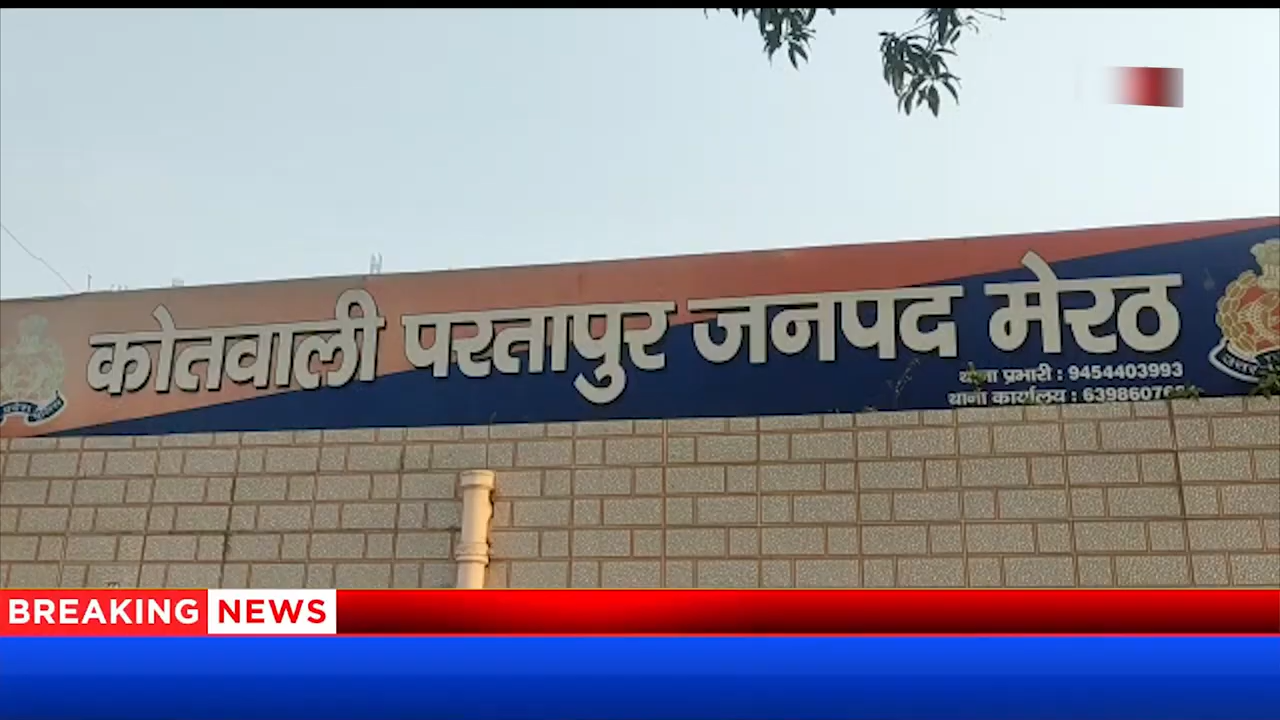 कोतवाली परतापुर जनपद मेरठ
थाना प्रभारी : 9454403993
थाना कार्यालय :
BREAKING NEWS